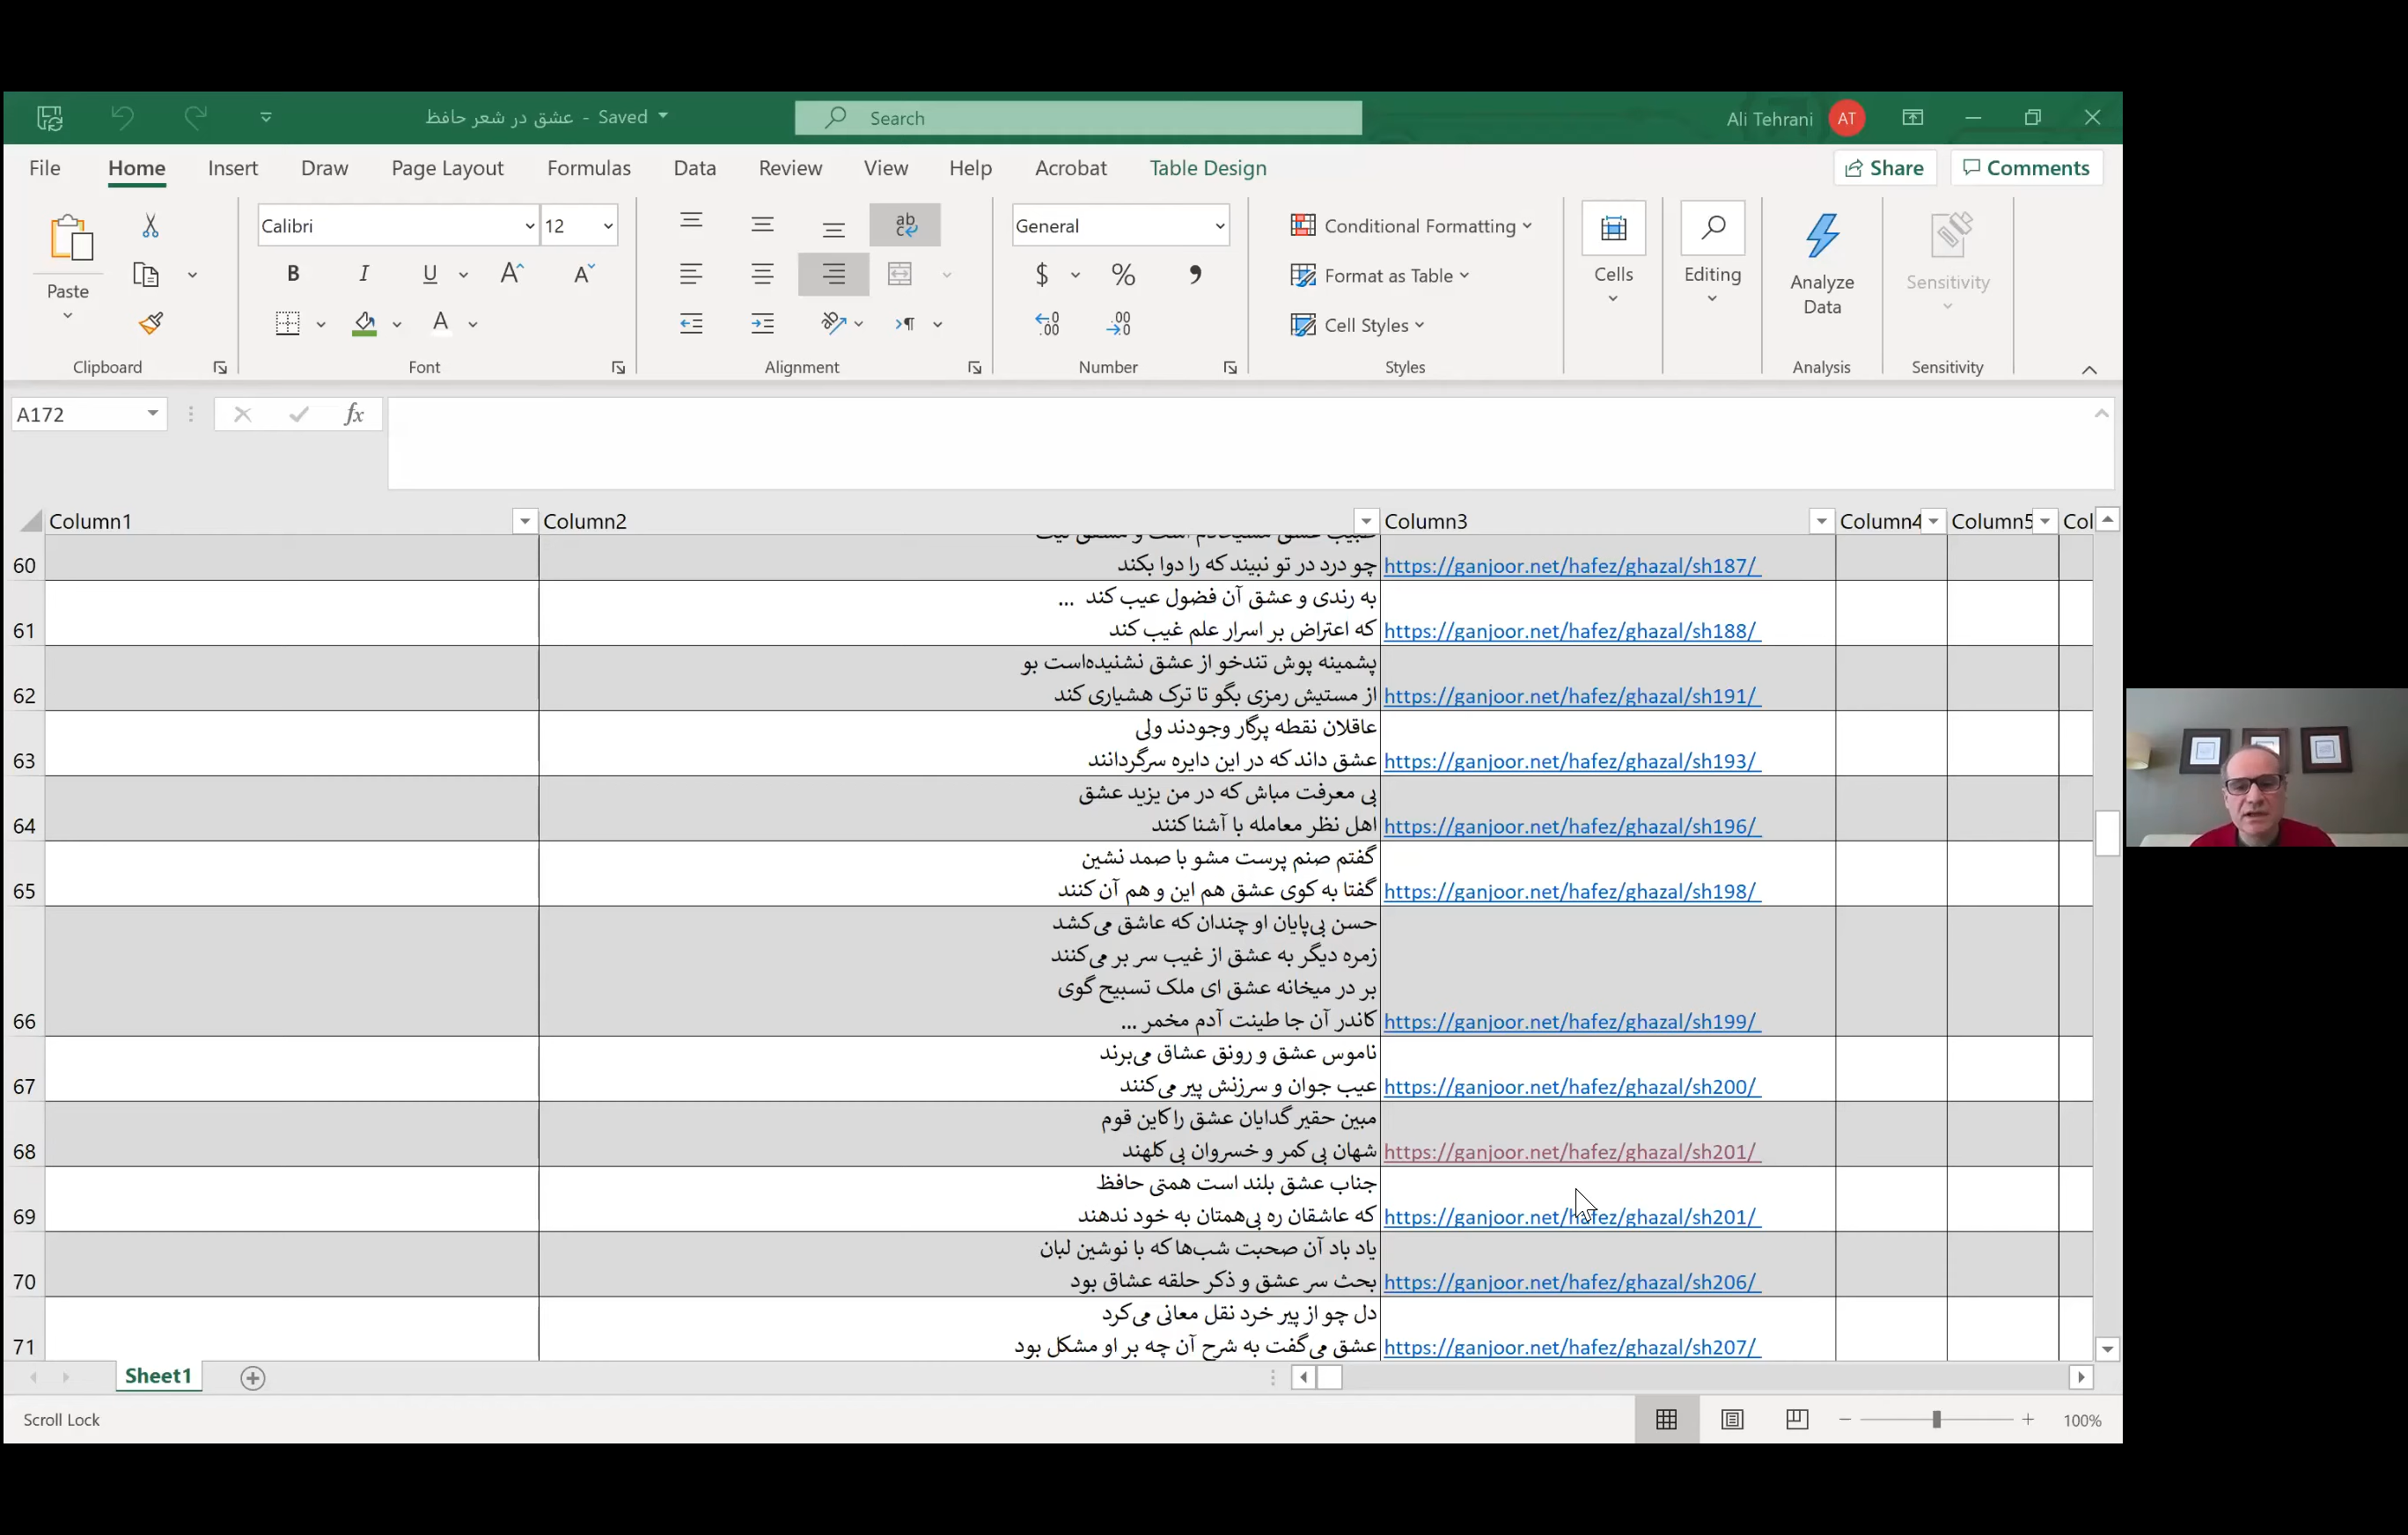 عشق در شعر حافظ - Saved
Search
Ali Tehrani
AT
File Home Insert Draw Page Layout Formulas Data Review View Help Acrobat Table Design
Share
Comments
Paste
Clipboard
Calibri 12
B I U A A
A
Font
ab
Alignment
General
$ % 9
.00
.00
Number
Conditional Formatting
Format as Table
Cell Styles
Styles
Cells
Editing
Analyze
Data
Analysis
Sensitivity
Sensitivity
A172
fx
Column1 Column2 Column3 Column4 Column5 Col
60
چو درد در تو نبیند که را دوا بکند
https://ganjoor.net/hafez/ghazal/sh187/
61
به رندی و عشق آن فضول عیب کند ...
که اعتراض بر اسرار علم غیب کند
https://ganjoor.net/hafez/ghazal/sh188/
62
پشمینه پوش تندخو از عشق نشنیده‌است بو
از مستیش رمزی بگو تا ترک هشیاری کند
https://ganjoor.net/hafez/ghazal/sh191/
63
عاقلان نقطه پرگار وجودند ولی
عشق داند که در این دایره سرگردانند
https://ganjoor.net/hafez/ghazal/sh193/
64
بی معرفت مباش که در من یزید عشق
اهل نظر معامله با آشنا کنند
https://ganjoor.net/hafez/ghazal/sh196/
65
گفتم صنم پرست مشو با صمد نشین
گفتا به کوی عشق هم این و هم آن کنند
https://ganjoor.net/hafez/ghazal/sh198/
66
حسن بی‌پایان او چندان که عاشق می‌کشد
زمره دیگر به عشق از غیب سر بر می‌کنند
بر در میخانه عشق ای ملک تسبیح گوی
کاندر آن جا طینت آدم مخمر ...
https://ganjoor.net/hafez/ghazal/sh199/
67
ناموس عشق و رونق عشاق می‌برند
عیب جوان و سرزنش پیر می‌کنند
https://ganjoor.net/hafez/ghazal/sh200/
68
مبین حقیر گدایان عشق را کاین قوم
شهان بی کمر و خسروان بی کلهند
https://ganjoor.net/hafez/ghazal/sh201/
69
جناب عشق بلند است همتی حافظ
که عاشقان ره بی‌همتان به خود ندهند
https://ganjoor.net/hafez/ghazal/sh201/
70
یاد باد آن صحبت شب‌ها که با نوشین لبان
بحث سر عشق و ذکر حلقه عشاق بود
https://ganjoor.net/hafez/ghazal/sh206/
71
دل چو از پیر خرد نقل معانی می‌کرد
عشق می‌گفت به شرح آن چه بر او مشکل بود
https://ganjoor.net/hafez/ghazal/sh207/
Sheet1
Scroll Lock
100%